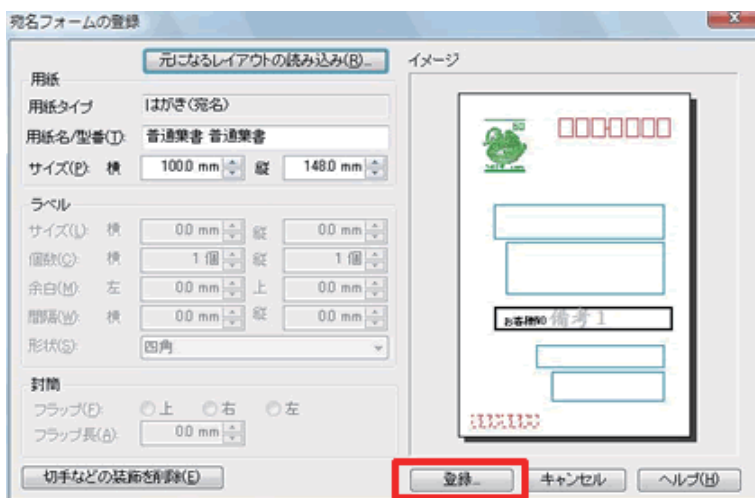 宛名フォームの登録
元になるレイアウトの読み込み(R)...
イメージ
用紙
用紙タイプ はがき(宛名)
用紙名/型番(T): 普通葉書 普通葉書
サイズ(P): 横 100.0 mm 縦 148.0 mm
ラベル
サイズ(L): 横 0.0 mm 縦 0.0 mm
個数(C): 横 1 個 縦 1 個
余白(M): 左 0.0 mm 上 0.0 mm
間隔(W): 横 0.0 mm 縦 0.0 mm
形状(S): 四角
封筒
フラップ(F): 上 右 左
フラップ長(A): 0.0 mm
50
お客様NO 備考1
切手などの装飾を削除(E)
登録... キャンセル ヘルプ(H)